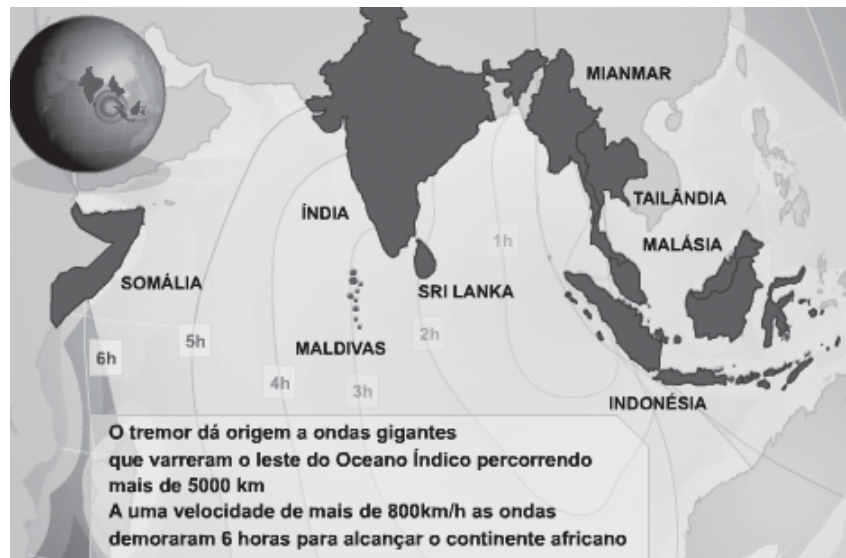 MIANMAR
TAILÂNDIA
MALÁSIA
ÍNDIA
1h
SOMÁLIA
SRI LANKA
5h
2h
MALDIVAS
6h
4h
3h
INDONÉSIA
O tremor dá origem a ondas gigantes
que varreram o leste do Oceano Índico percorrendo
mais de 5000 km
A uma velocidade de mais de 800km/h as ondas
demoraram 6 horas para alcançar o continente africano